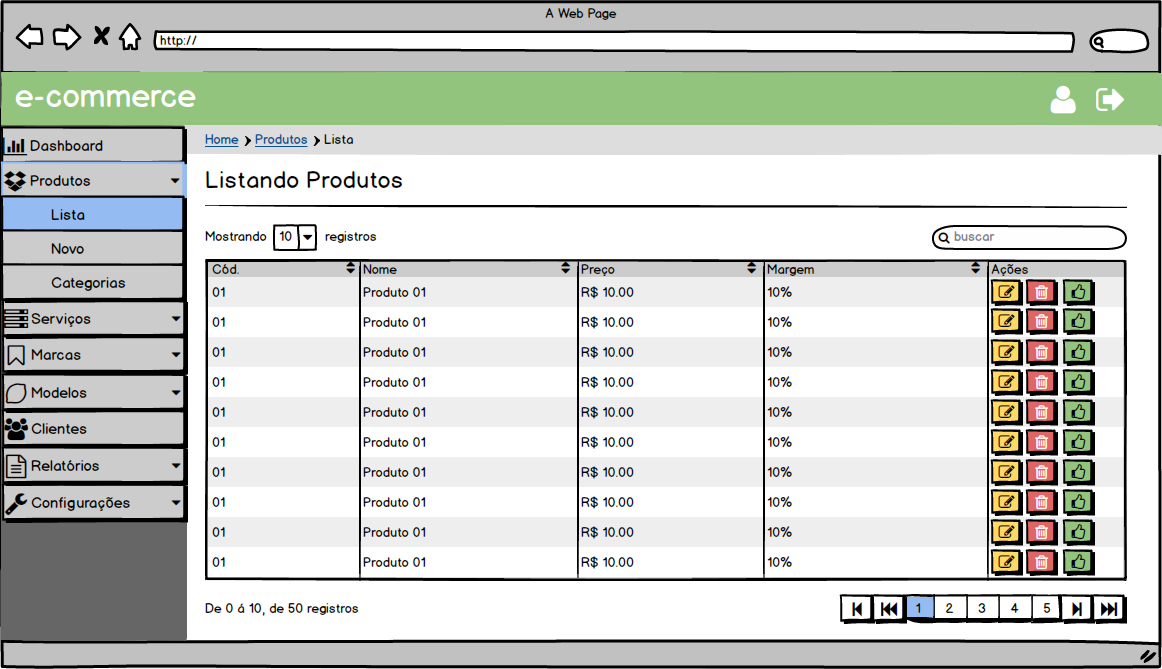 A Web Page
http://
e-commerce
Dashboard
Produtos
Lista
Novo
Categorias
Serviços
Marcas
Modelos
Clientes
Relatórios
Configurações
Home Produtos Lista
Listando Produtos
Mostrando 10 registros
buscar
Cód. Nome Preço Margem Ações
01 Produto 01 R$ 10.00 10%
01 Produto 01 R$ 10.00 10%
01 Produto 01 R$ 10.00 10%
01 Produto 01 R$ 10.00 10%
01 Produto 01 R$ 10.00 10%
01 Produto 01 R$ 10.00 10%
01 Produto 01 R$ 10.00 10%
01 Produto 01 R$ 10.00 10%
01 Produto 01 R$ 10.00 10%
01 Produto 01 R$ 10.00 10%
De 0 á 10, de 50 registros
1 2 3 4 5